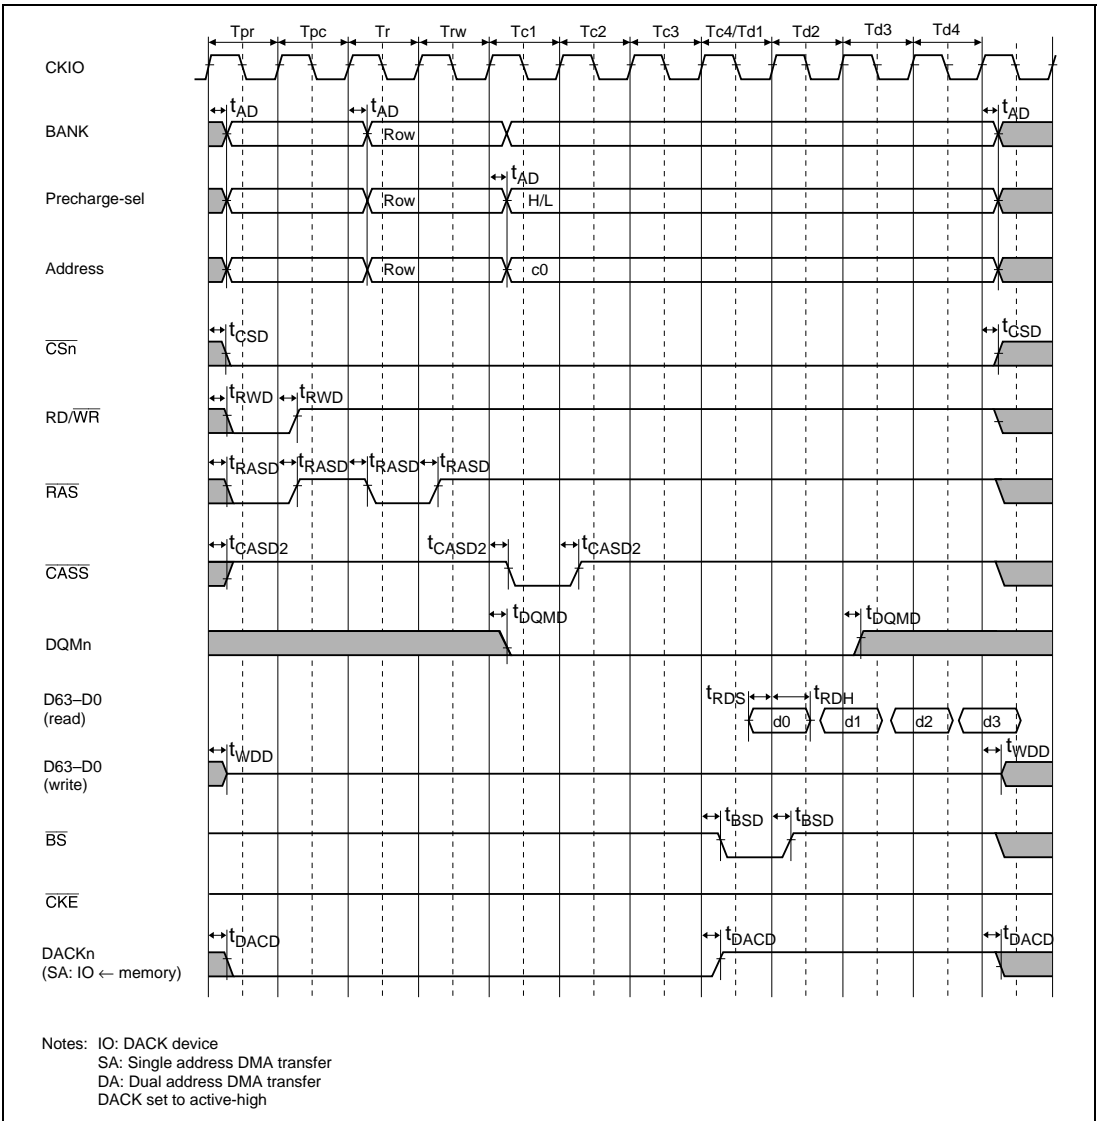 Tpr Tpc Tr Trw Tc1 Tc2 Tc3 Tc4/Td1 Td2 Td3 Td4
CKIO
tAD tAD tAD
BANK Row
tAD
Precharge-sel Row H/L
Address Row c0
tCSD tCSD
CSn
tRWD tRWD
RD/WR
tRASD tRASD tRASD tRASD
RAS
tCASD2 tCASD2 tCASD2
CASS
tDQMD tDQMD
DQMn
tRDS tRDH
D63–D0
(read)
d0 d1 d2 d3
tWDD tWDD
D63–D0
(write)
tBSD tBSD
BS
CKE
tDACD tDACD tDACD
DACKn
(SA: IO ← memory)
Notes: IO: DACK device
SA: Single address DMA transfer
DA: Dual address DMA transfer
DACK set to active-high